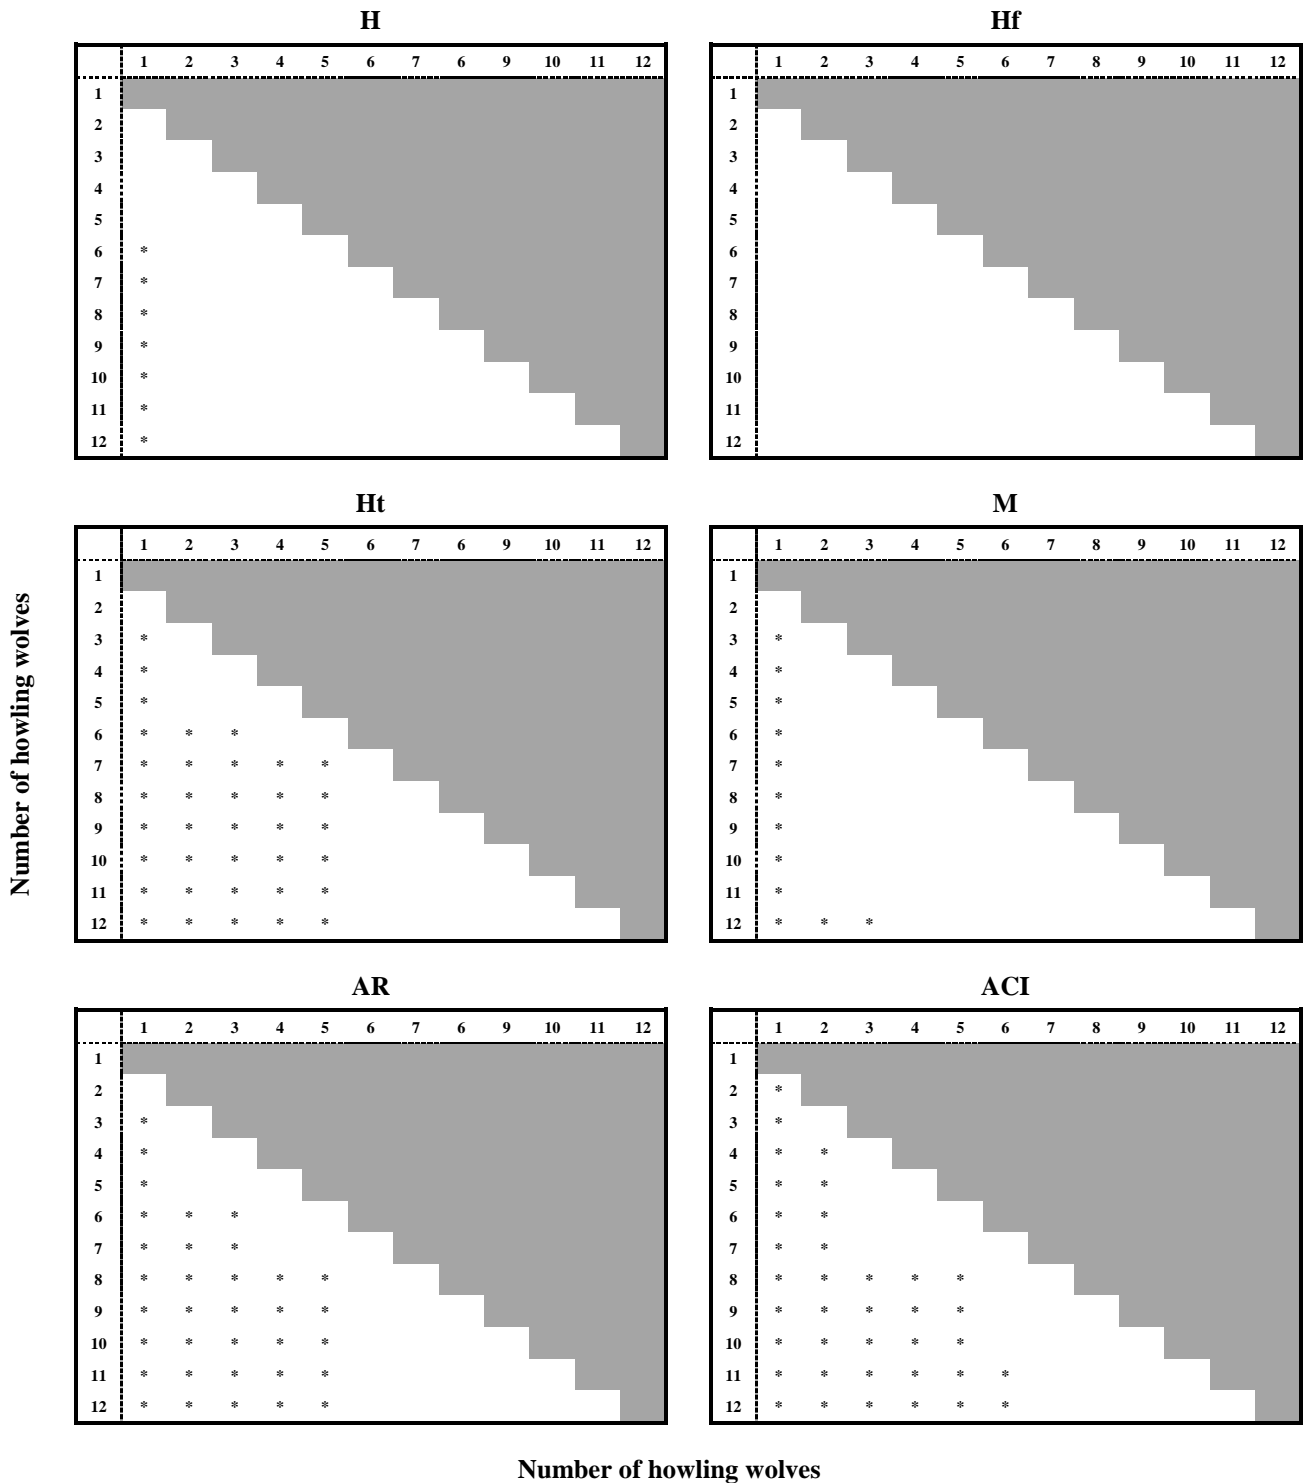 H
1 2 3 4 5 6 7 6 9 10 11 12
1
2
3
4
5
6 *
7 *
8 *
9 *
10 *
11 *
12 *
Hf
1 2 3 4 5 6 7 8 9 10 11 12
1
2
3
4
5
6
7
8
9
10
11
12
Number of howling wolves
Ht
1 2 3 4 5 6 7 6 9 10 11 12
1
2
3 *
4 *
5 *
6 * * *
7 * * * * *
8 * * * * *
9 * * * * *
10 * * * * *
11 * * * * *
12 * * * * *
M
1 2 3 4 5 6 7 8 9 10 11 12
1
2
3 *
4 *
5 *
6 *
7 *
8 *
9 *
10 *
11 *
12 * * *
AR
1 2 3 4 5 6 7 6 9 10 11 12
1
2
3 *
4 *
5 *
6 * * *
7 * * *
8 * * * * *
9 * * * * *
10 * * * * *
11 * * * * *
12 * * * * *
ACI
1 2 3 4 5 6 7 8 9 10 11 12
1
2 *
3 *
4 * *
5 * *
6 * *
7 * *
8 * * * * *
9 * * * * *
10 * * * * *
11 * * * * * *
12 * * * * * *
Number of howling wolves